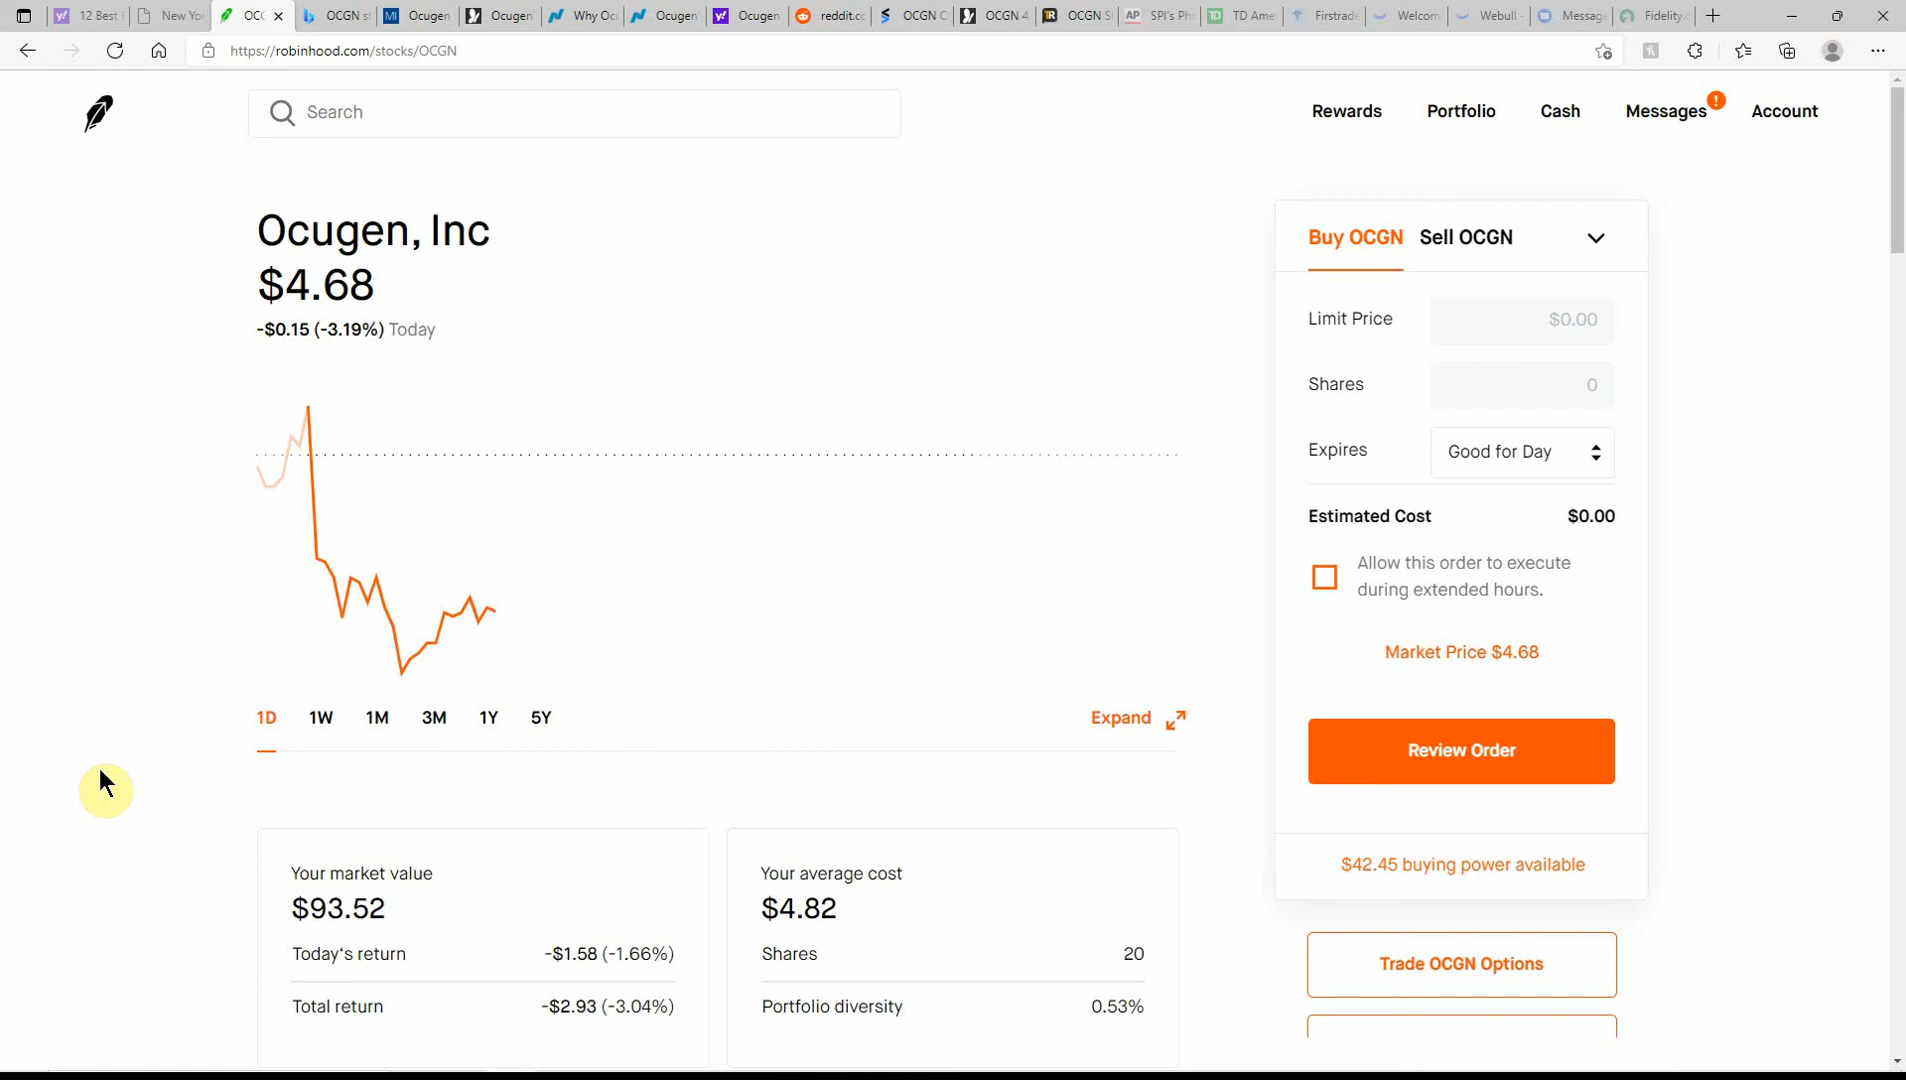 12 Best
New Yo
OCG
OCGN st
Ocugen
Ocugen
Why Oc
Ocugen
Ocugen
reddit.co
OCGN
OCGN 4
OCGN S
SPI's Ph
TD Ame
Firstrade
Welcom
Webull -
Messag
Fidelity.c
https://robinhood.com/stocks/OCGN
Search
Rewards
Portfolio
Cash
Messages
!
Account
Ocugen, Inc
$4.68
-$0.15 (-3.19%) Today
1D 1W 1M 3M 1Y 5Y
Expand
Your market value
$93.52
Today's return -$1.58 (-1.66%)
Total return -$2.93 (-3.04%)
Your average cost
$4.82
Shares 20
Portfolio diversity 0.53%
Buy OCGN Sell OCGN
Limit Price $0.00
Shares 0
Expires Good for Day
Estimated Cost $0.00
Allow this order to execute
during extended hours.
Market Price $4.68
Review Order
$42.45 buying power available
Trade OCGN Options